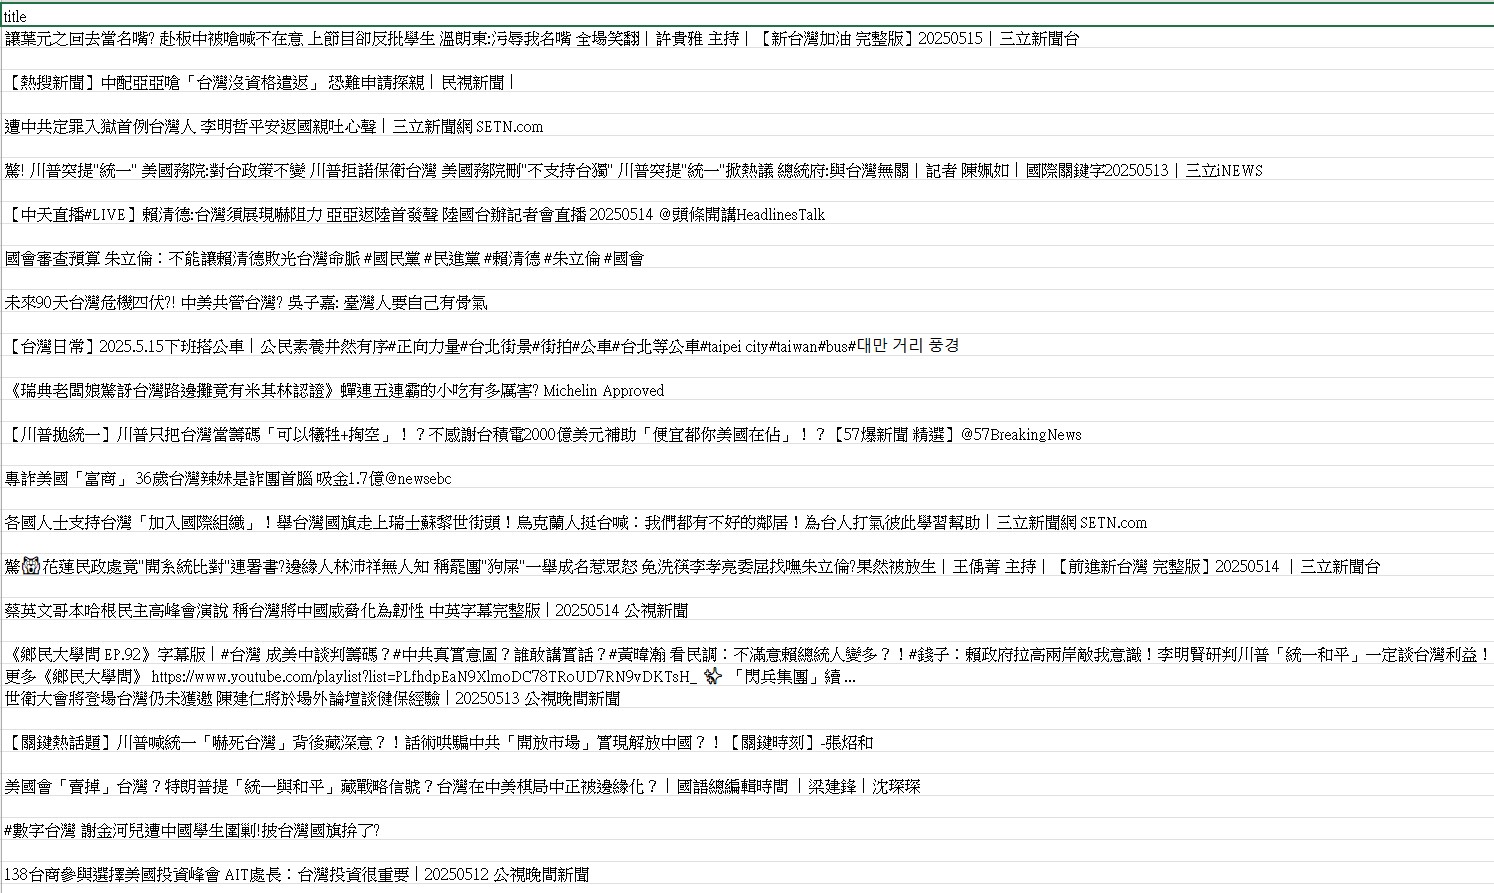 title
讓葉元之回去當名嘴? 赴板中被嗆喊不在意 上節目卻反批學生 溫朗東:污辱我名嘴 全場笑翻｜許貴雅 主持｜【新台灣加油 完整版】20250515｜三立新聞台
【熱搜新聞】中配亞亞嗆「台灣沒資格遣返」 恐難申請探親｜民視新聞｜
遭中共定罪入獄首例台灣人 李明哲平安返國親吐心聲｜三立新聞網 SETN.com
驚! 川普突提"統一" 美國務院:對台政策不變 川普拒諾保衛台灣 美國務院刪"不支持台獨" 川普突提"統一"掀熱議 總統府:與台灣無關｜記者 陳姵如｜國際關鍵字20250513｜三立iNEWS
【中天直播#LIVE】賴清德:台灣須展現嚇阻力 亞亞返陸首發聲 陸國台辦記者會直播 20250514 @頭條開講HeadlinesTalk
國會審查預算 朱立倫：不能讓賴清德敗光台灣命脈 #國民黨 #民進黨 #賴清德 #朱立倫 #國會
未來90天台灣危機四伏?! 中美共管台灣? 吳子嘉: 臺灣人要自己有骨氣
【台灣日常】2025.5.15下班搭公車｜公民素養井然有序#正向力量#台北街景#街拍#公車#台北等公車#taipei city#taiwan#bus#대만 거리 풍경
《瑞典老闆娘驚訝台灣路邊攤竟有米其林認證》蟬連五連霸的小吃有多厲害? Michelin Approved
【川普拋統一】川普只把台灣當籌碼「可以犧牲+掏空」！？不感謝台積電2000億美元補助「便宜都你美國在佔」！？【57爆新聞 精選】@57BreakingNews
專詐美國「富商」 36歲台灣辣妹是詐團首腦 吸金1.7億@newsebc
各國人士支持台灣「加入國際組織」！舉台灣國旗走上瑞士蘇黎世街頭！烏克蘭人挺台喊：我們都有不好的鄰居！為台人打氣彼此學習幫助｜三立新聞網 SETN.com
驚🙀花蓮民政處竟"開系統比對"連署書?邊緣人林沛祥無人知 稱罷團"狗屎"一舉成名惹眾怒 免洗筷李孝亮委屈找嘸朱立倫?果然被放生｜王偊菁 主持｜【前進新台灣 完整版】20250514 ｜三立新聞台
蔡英文哥本哈根民主高峰會演說 稱台灣將中國威脅化為韌性 中英字幕完整版｜20250514 公視新聞
《鄉民大學問 EP.92》字幕版｜#台灣 成美中談判籌碼？#中共真實意圖？誰敢講實話？#黃暐瀚 看民調：不滿意賴總統人變多？！#錢子：賴政府拉高兩岸敵我意識！李明賢研判川普「統一和平」一定談台灣利益！
更多《鄉民大學問》 https://www.youtube.com/playlist?list=PLfhdpEaN9XlmoDC78TRoUD7RN9vDKTsH_ ✨ 「閃兵集團」續 ...
世衛大會將登場台灣仍未獲邀 陳建仁將於場外論壇談健保經驗｜20250513 公視晚間新聞
【關鍵熱話題】川普喊統一「嚇死台灣」背後藏深意？！話術哄騙中共「開放市場」實現解放中國？！【關鍵時刻】-張炤和
美國會「賣掉」台灣？特朗普提「統一與和平」藏戰略信號？台灣在中美棋局中正被邊緣化？｜國語總編輯時間 ｜梁建鋒｜沈琛琛
#數字台灣 謝金河兒遭中國學生圍剿!披台灣國旗拚了?
138台商參與選擇美國投資峰會 AIT處長：台灣投資很重要｜20250512 公視晚間新聞